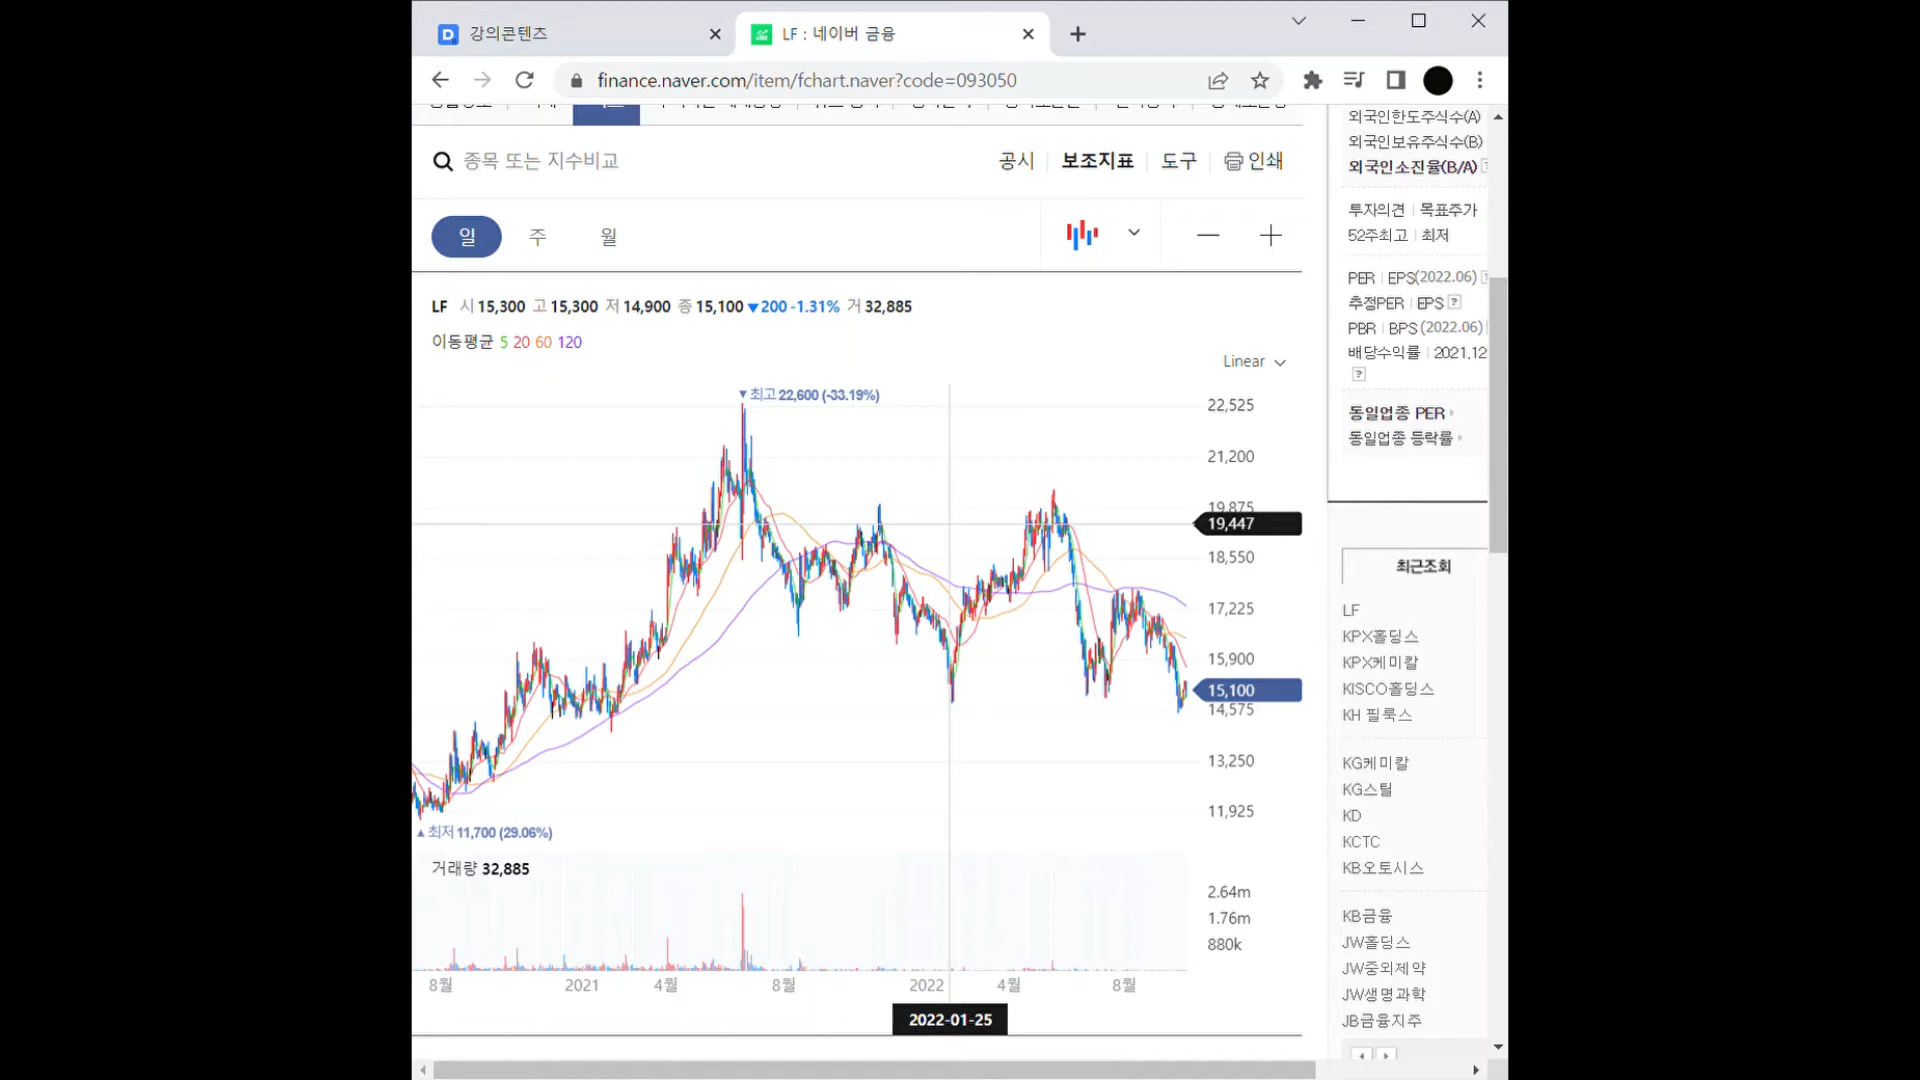 강의콘텐츠
LF : 네이버 금융
finance.naver.com/item/fchart.naver?code=093050
종목 또는 지수비교
공시 보조지표 도구 인쇄
일 주 월
LF 시 15,300 고 15,300 저 14,900 종 15,100 ▼200 -1.31% 거 32,885
이동평균 5 20 60 120
Linear
▼최고 22,600 (-33.19%)
22,525
21,200
19,875
19,447
18,550
17,225
15,900
15,100
14,575
13,250
11,925
▲최저 11,700 (29.06%)
거래량 32,885
2.64m
1.76m
880k
8월 2021 4월 8월 2022 4월 8월
2022-01-25
외국인한도주식수(A)
외국인보유주식수(B)
외국인소진율(B/A)
투자의견 | 목표주가
52주최고 | 최저
PER | EPS(2022.06)
추정PER | EPS
PBR | BPS (2022.06)
배당수익률 | 2021.12
동일업종 PER
동일업종 등락률
최근조회
LF
KPX홀딩스
KPX케미칼
KISCO홀딩스
KH 필룩스
KG케미칼
KG스틸
KD
KCTC
KB오토시스
KB금융
JW홀딩스
JW중외제약
JW생명과학
JB금융지주